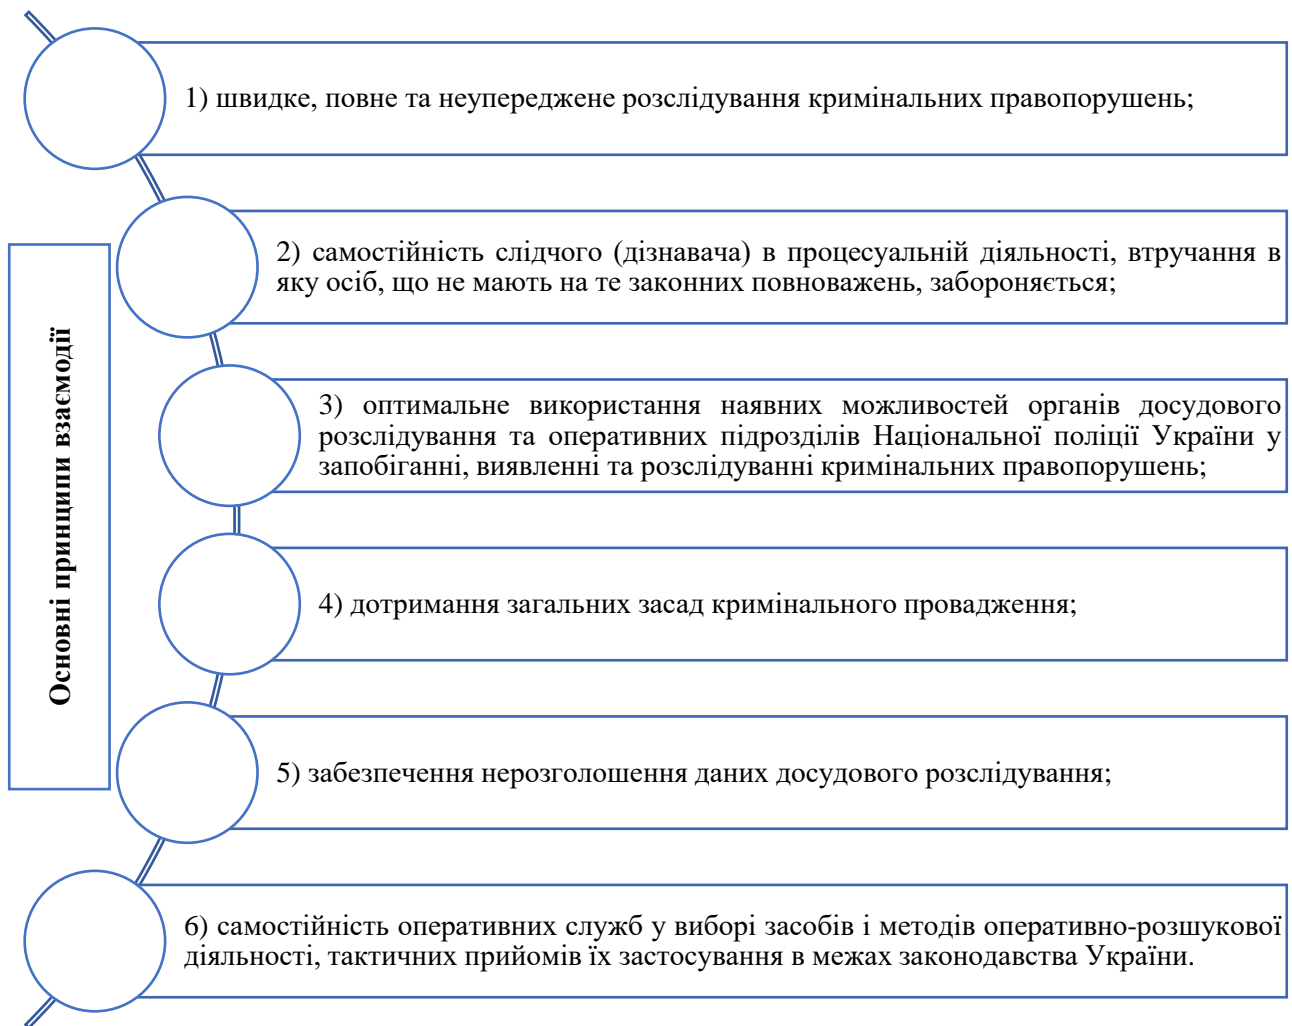 Основні принципи взаємодії
1) швидке, повне та неупереджене розслідування кримінальних правопорушень;
2) самостійність слідчого (дізнавача) в процесуальній діяльності, втручання в
яку осіб, що не мають на те законних повноважень, забороняється;
3) оптимальне використання наявних можливостей органів досудового
розслідування та оперативних підрозділів Національної поліції України у
запобіганні, виявленні та розслідуванні кримінальних правопорушень;
4) дотримання загальних засад кримінального провадження;
5) забезпечення нерозголошення даних досудового розслідування;
6) самостійність оперативних служб у виборі засобів і методів оперативно-розшукової
діяльності, тактичних прийомів їх застосування в межах законодавства України.